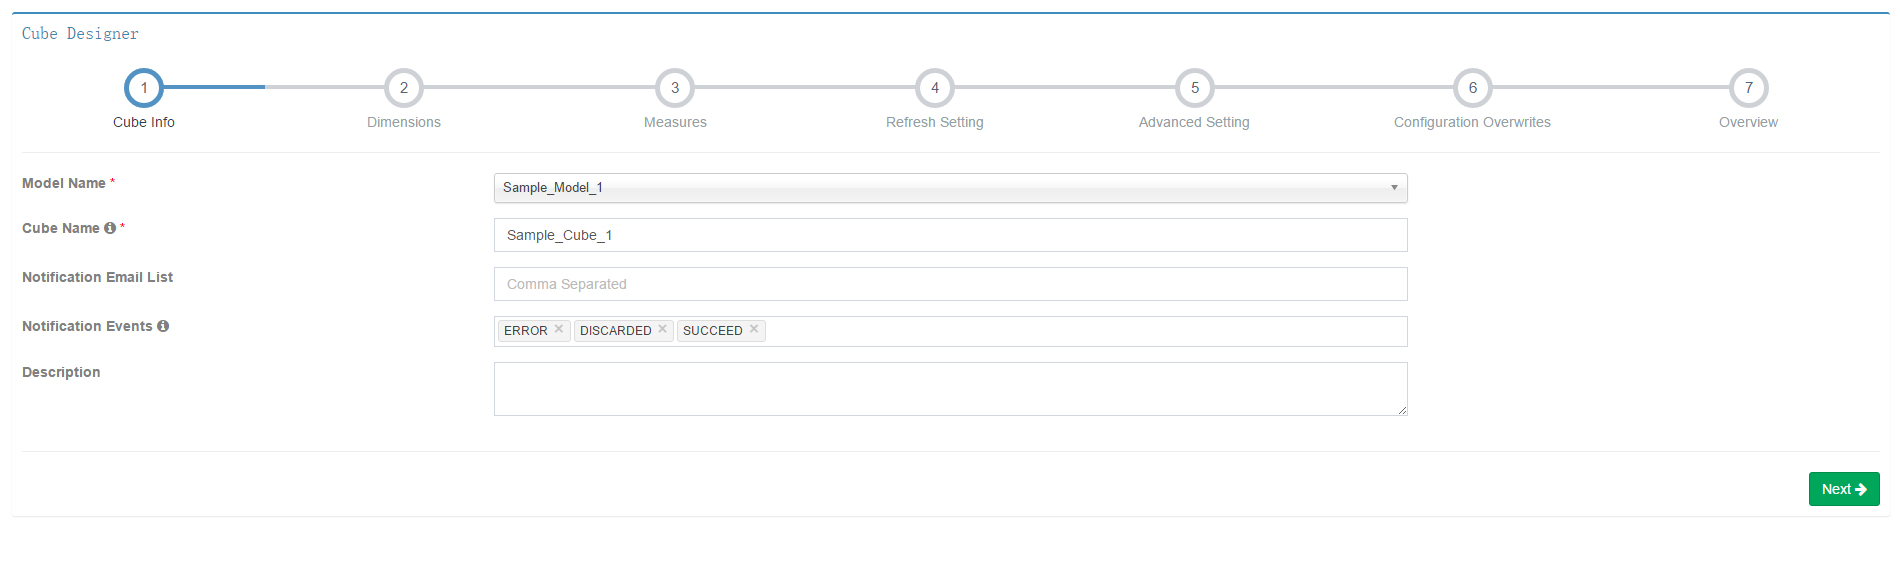 Cube Designer
1 2 3 4 5 6 7
Cube Info Dimensions Measures Refresh Setting Advanced Setting Configuration Overwrites Overview
Model Name * Sample_Model_1
Cube Name * Sample_Cube_1
Notification Email List Comma Separated
Notification Events ERROR × DISCARDED × SUCCEED ×
Description
Next